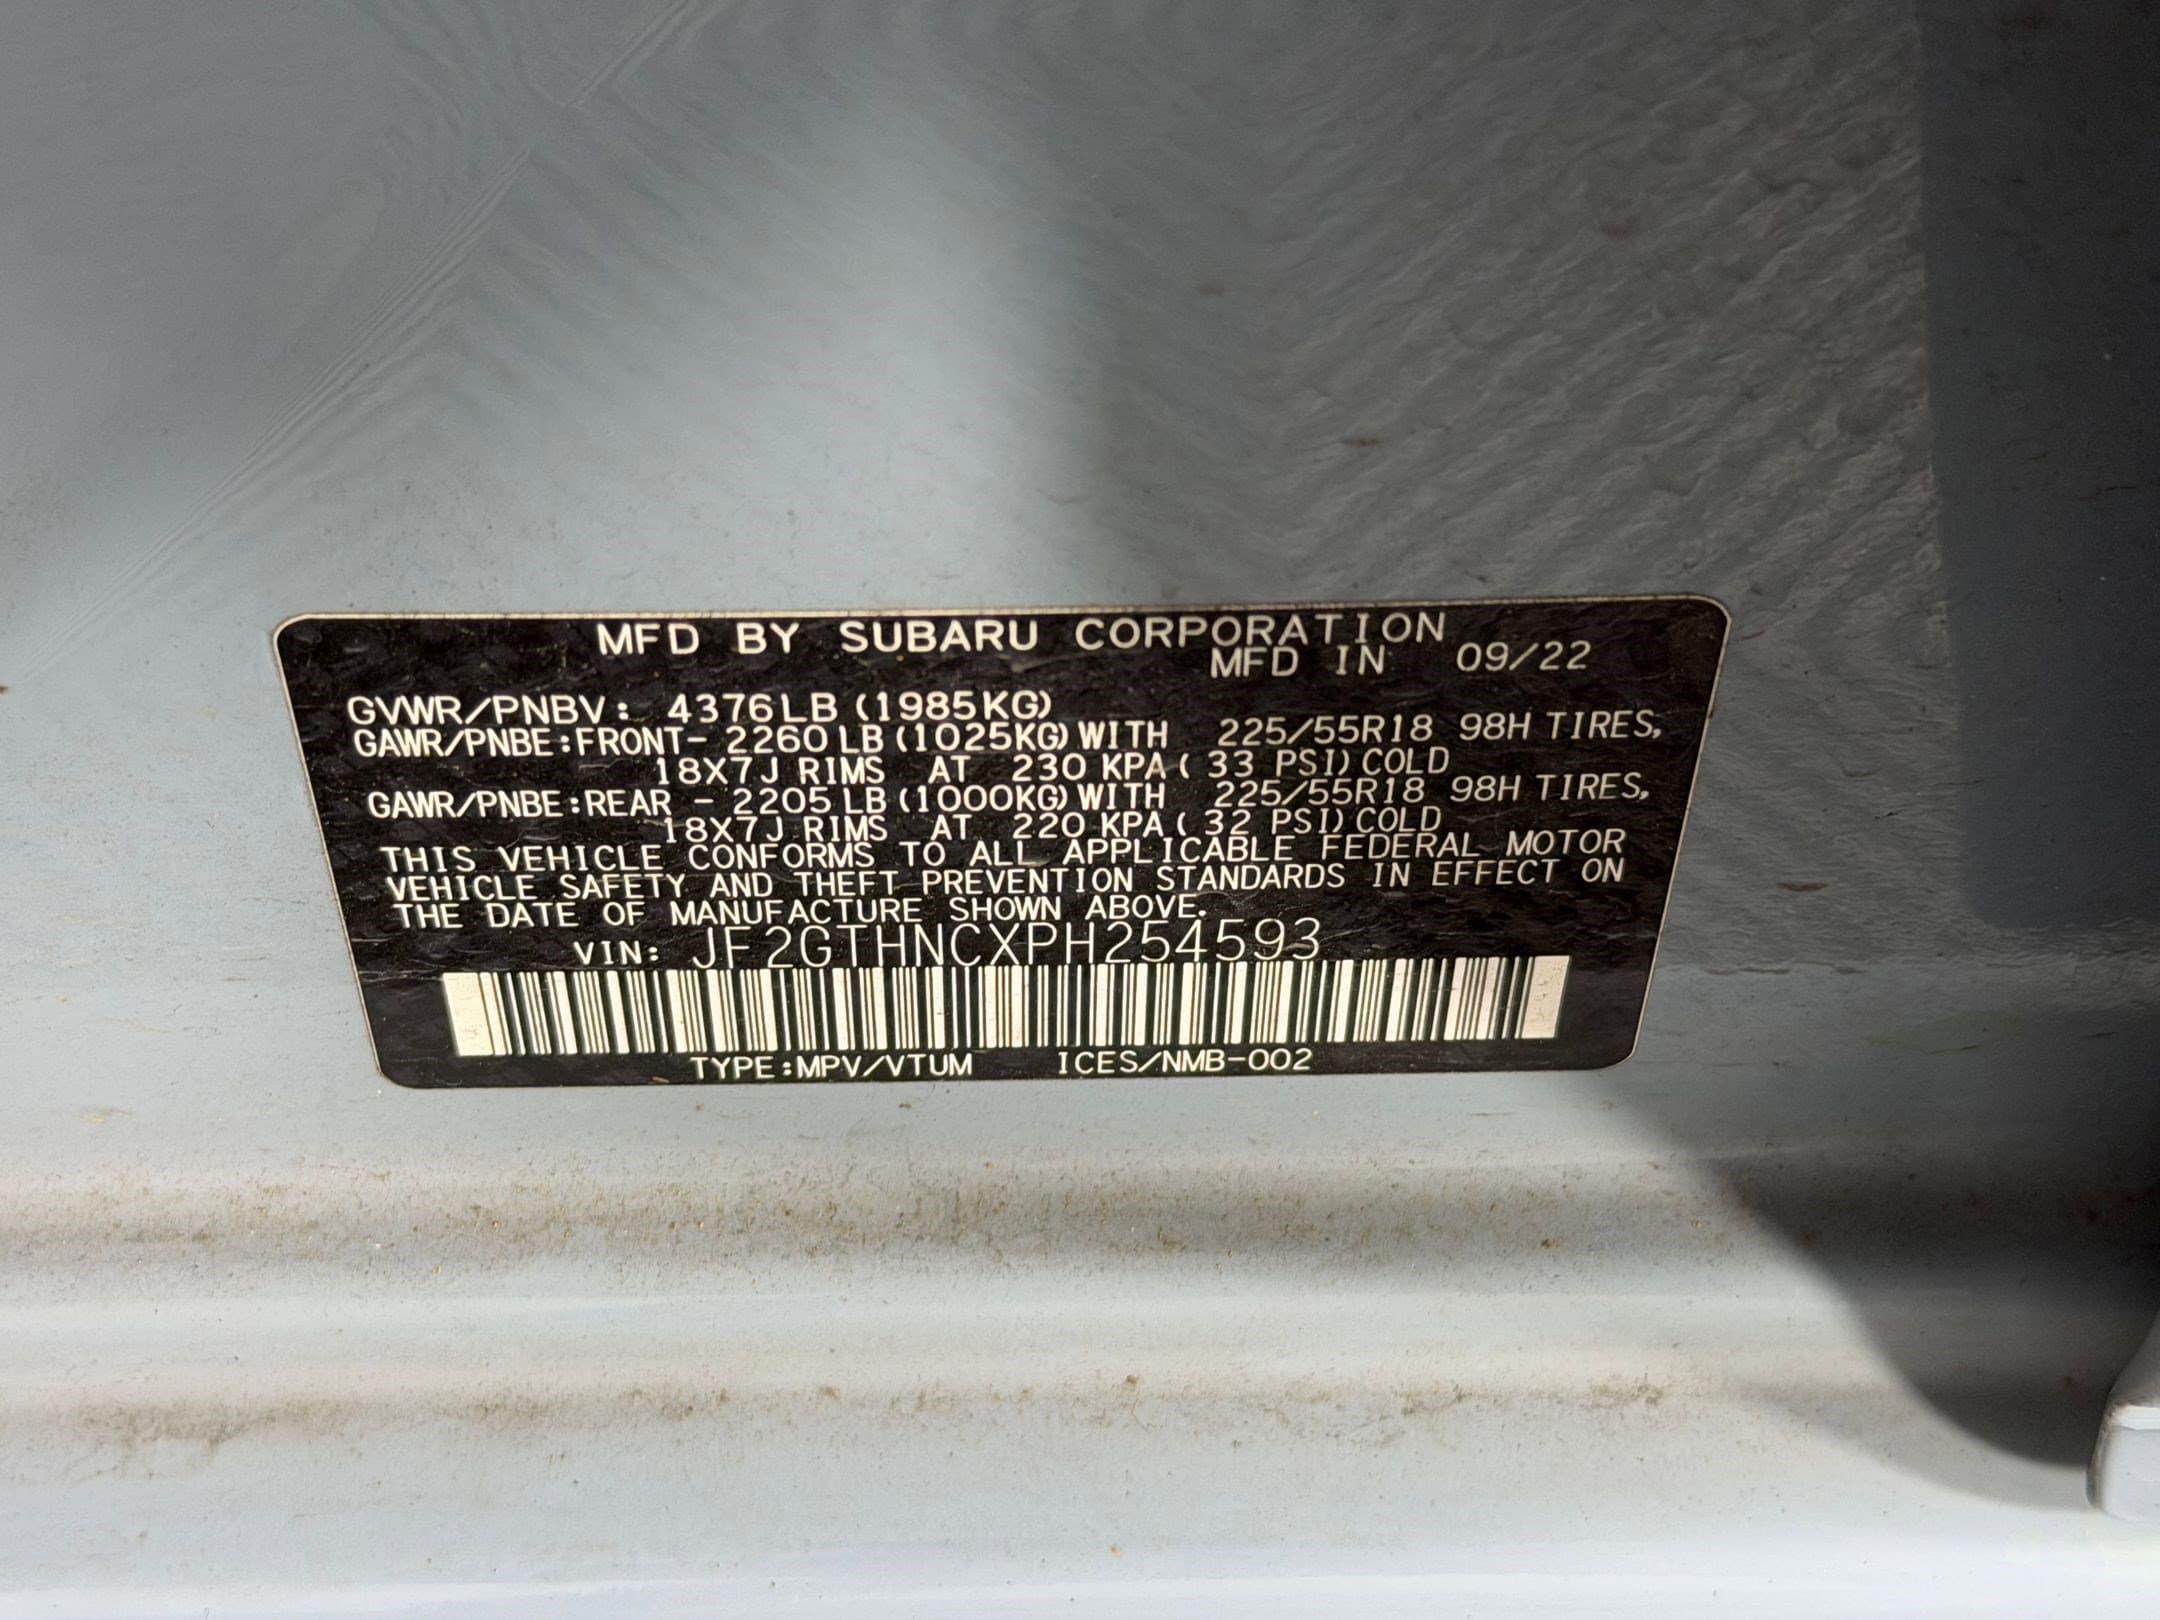 MFD BY SUBARU CORPORATION
MFD IN 09/22
GVWR/PNBV: 4376LB (1985KG)
GAWR/PNBE:FRONT- 2260LB (1025KG) WITH 225/55R18 98H TIRES,
18X7J RIMS AT 230 KPA ( 33 PSI) COLD
GAWR/PNBE:REAR - 2205LB (1000KG) WITH 225/55R18 98H TIRES,
18X7J RIMS AT 220 KPA ( 32 PSI) COLD
THIS VEHICLE CONFORMS TO ALL APPLICABLE FEDERAL MOTOR
VEHICLE SAFETY AND THEFT PREVENTION STANDARDS IN EFFECT ON
THE DATE OF MANUFACTURE SHOWN ABOVE.
VIN: JF2GTHNCXPH254593
TYPE:MPV/VTUM ICES/NMB-002